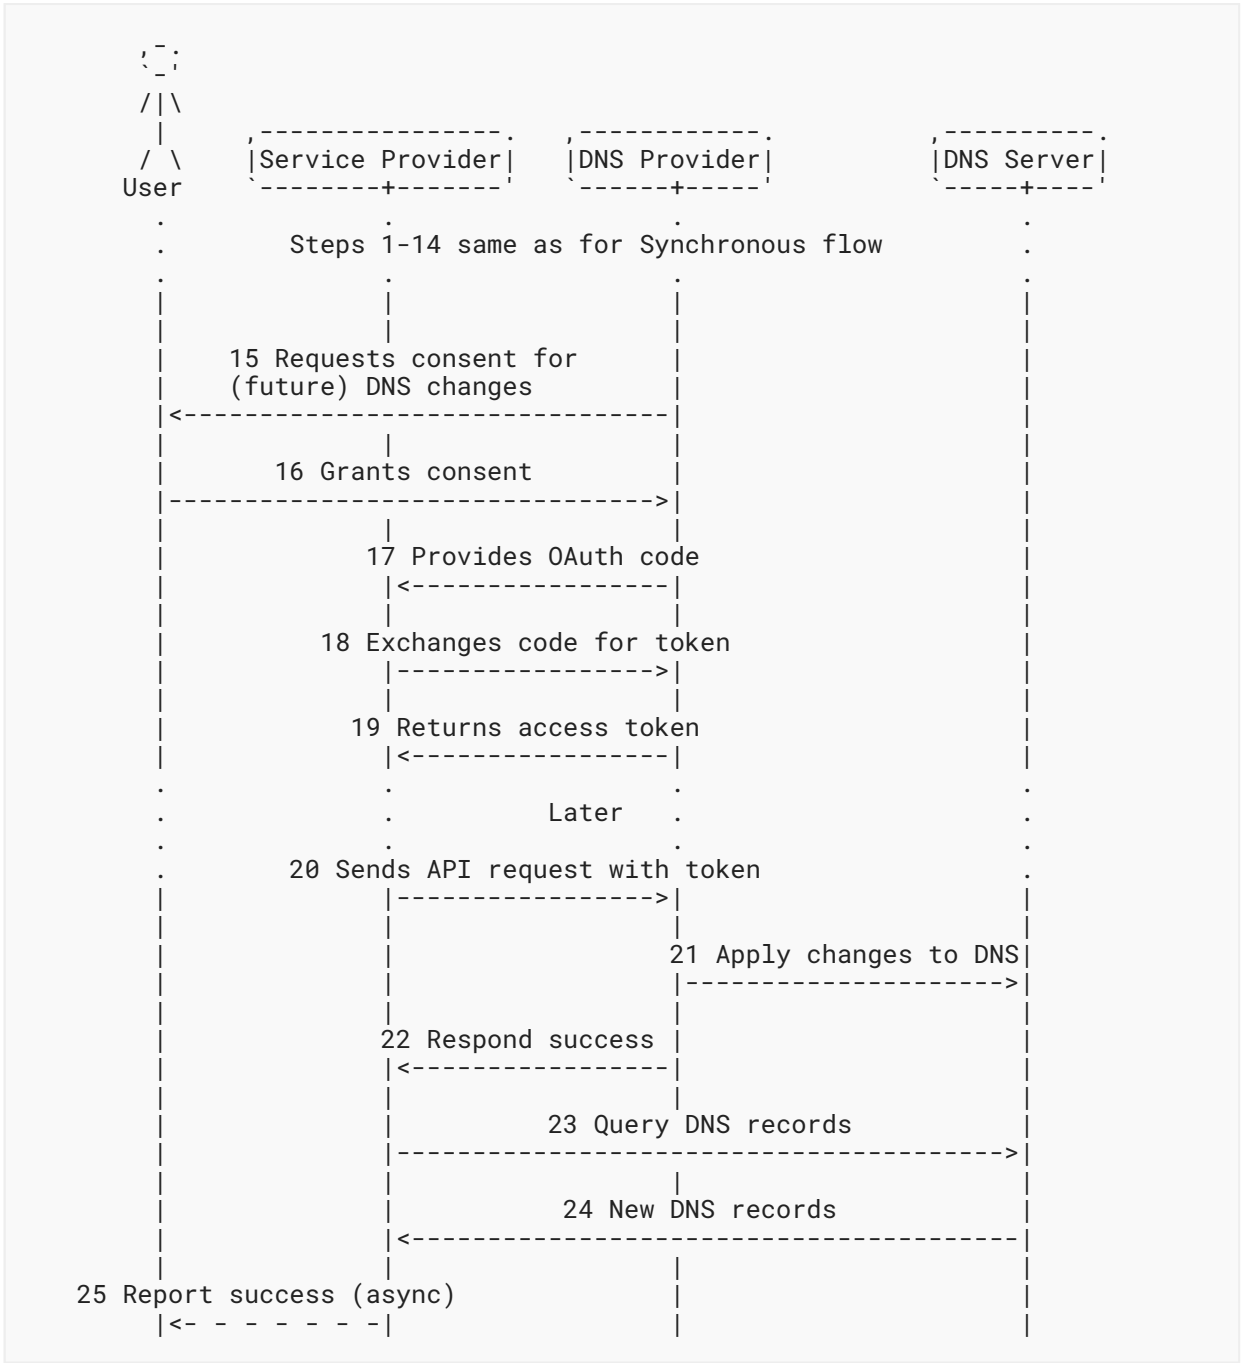 Service Provider DNS Provider DNS Server
User
Steps 1-14 same as for Synchronous flow
15 Requests consent for
(future) DNS changes
16 Grants consent
17 Provides OAuth code
18 Exchanges code for token
19 Returns access token
Later
20 Sends API request with token
21 Apply changes to DNS
22 Respond success
23 Query DNS records
24 New DNS records
25 Report success (async)